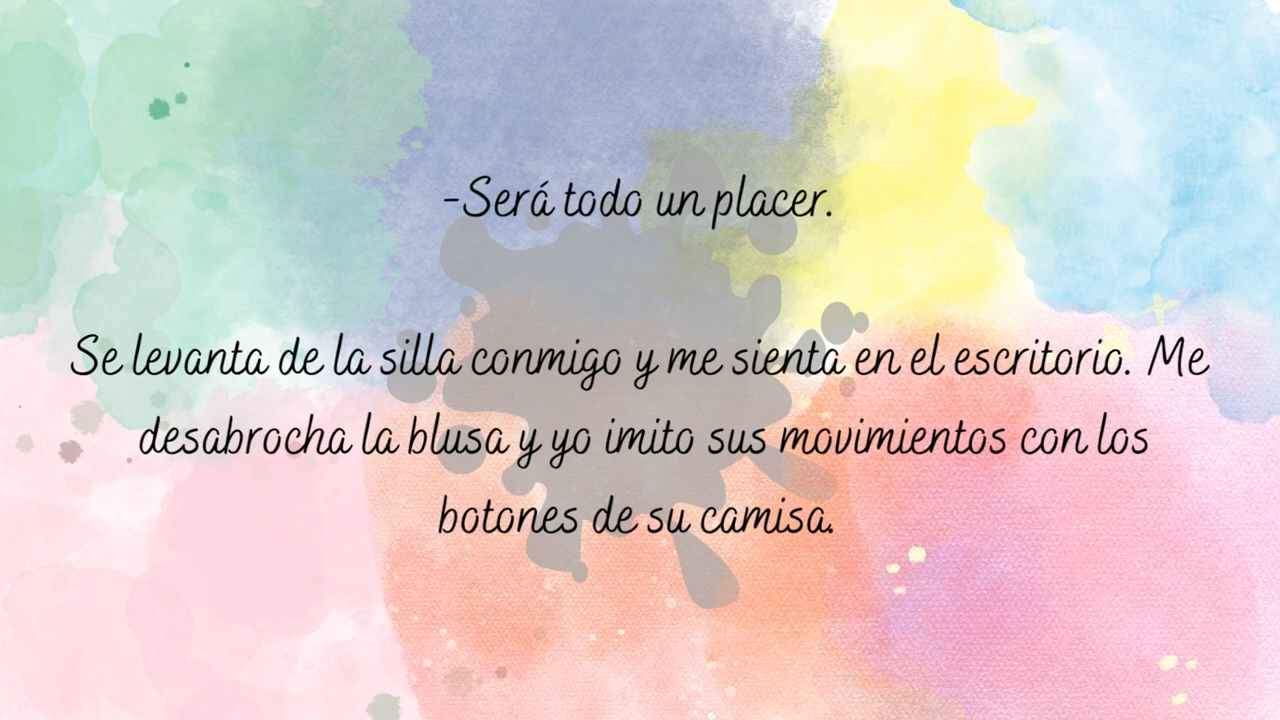 -Será todo un placer.
Se levanta de la silla conmigo y me sienta en el escritorio. Me
desabrocha la blusa y yo imito sus movimientos con los
botones de su camisa.